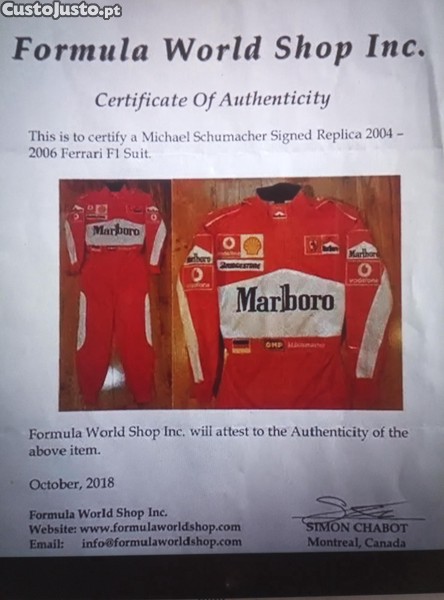 CustoJusto.pt
Formula World Shop Inc.
Certificate Of Authenticity
This is to certify a Michael Schumacher Signed Replica 2004 –
2006 Ferrari F1 Suit.
Marlboro
Marlboro
Marlboro
vodafone
BRIDGESTONE
Marlboro
vodafone
Marlboro
OMP
Formula World Shop Inc. will attest to the Authenticity of the
above item.
October, 2018
Formula World Shop Inc.
Website: www.formulaworldshop.com
Email: info@formulaworldshop.com
SIMON CHABOT
Montreal, Canada